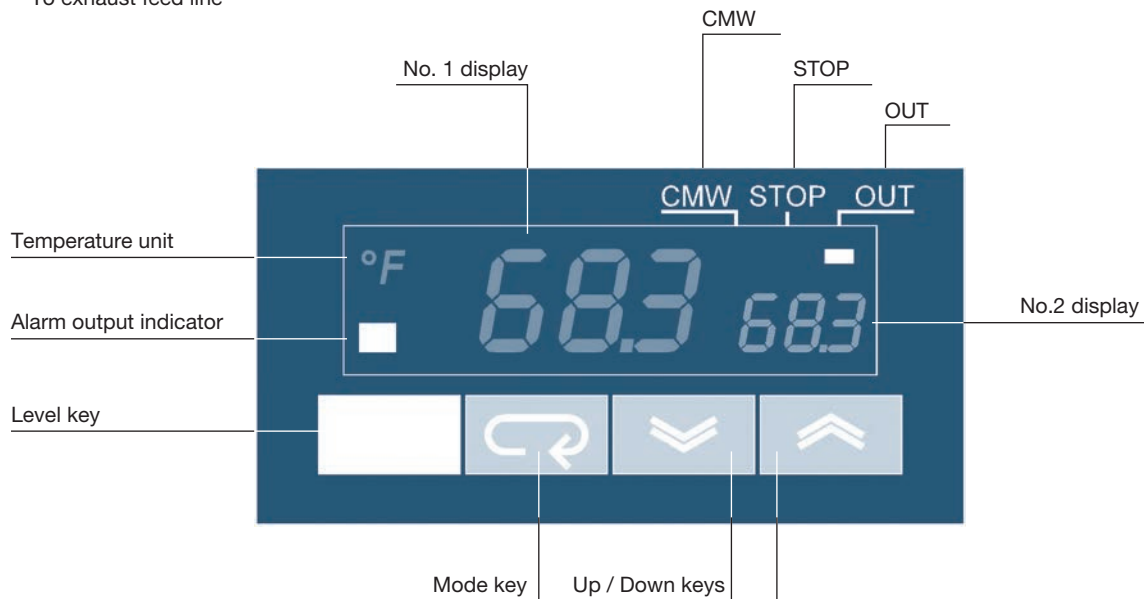 To exhaust feed line
CMW
No. 1 display
STOP
OUT
CMW STOP OUT
Temperature unit
°F
68.3
68.3
No.2 display
Alarm output indicator
Level key
Mode key
Up / Down keys